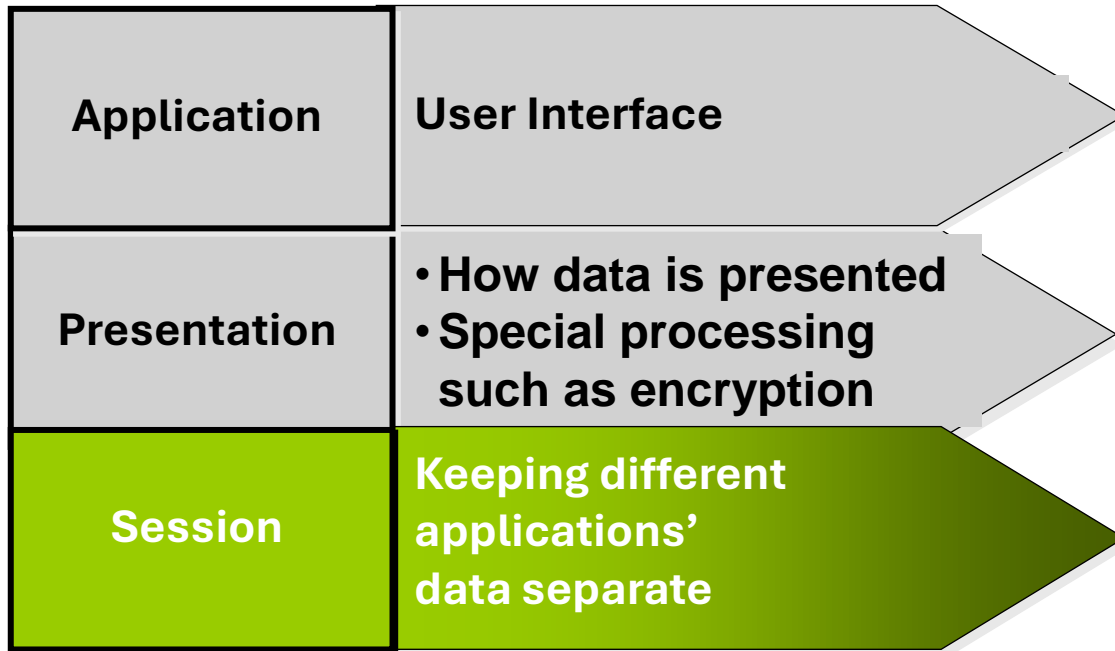 Application
User Interface
Presentation
• How data is presented
• Special processing
such as encryption
Session
Keeping different
applications’
data separate